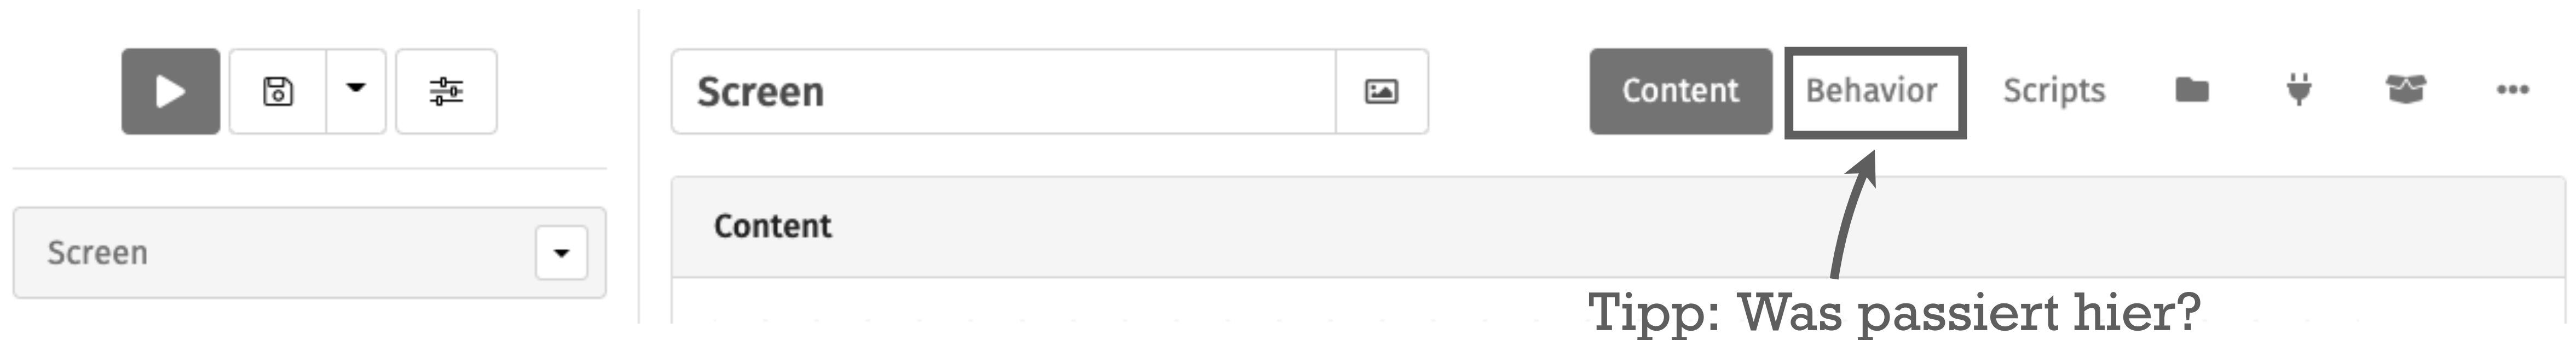 Screen
Content Behavior Scripts
Content
Screen
Tipp: Was passiert hier?